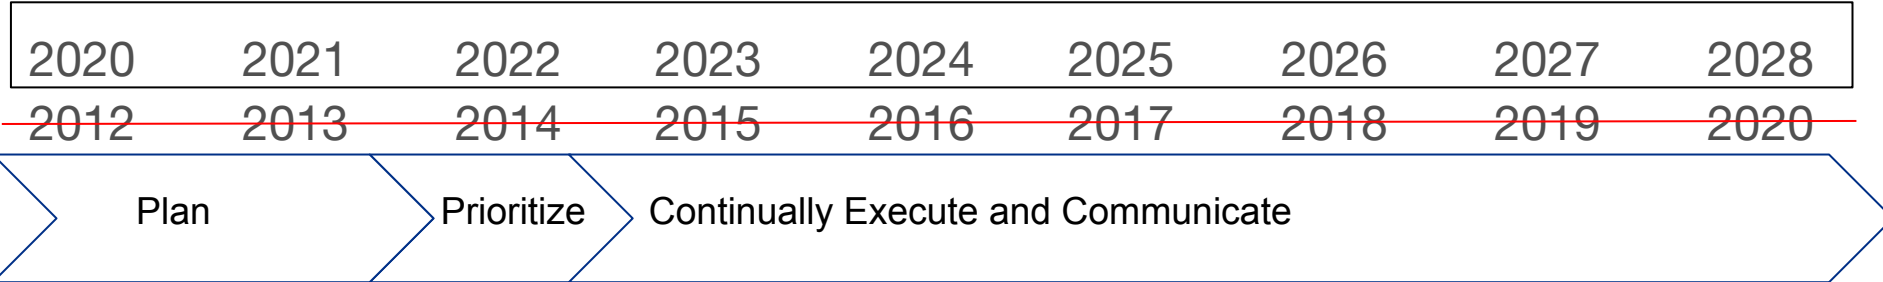 2020 2021 2022 2023 2024 2025 2026 2027 2028
2012 2013 2014 2015 2016 2017 2018 2019 2020
Plan Prioritize Continually Execute and Communicate